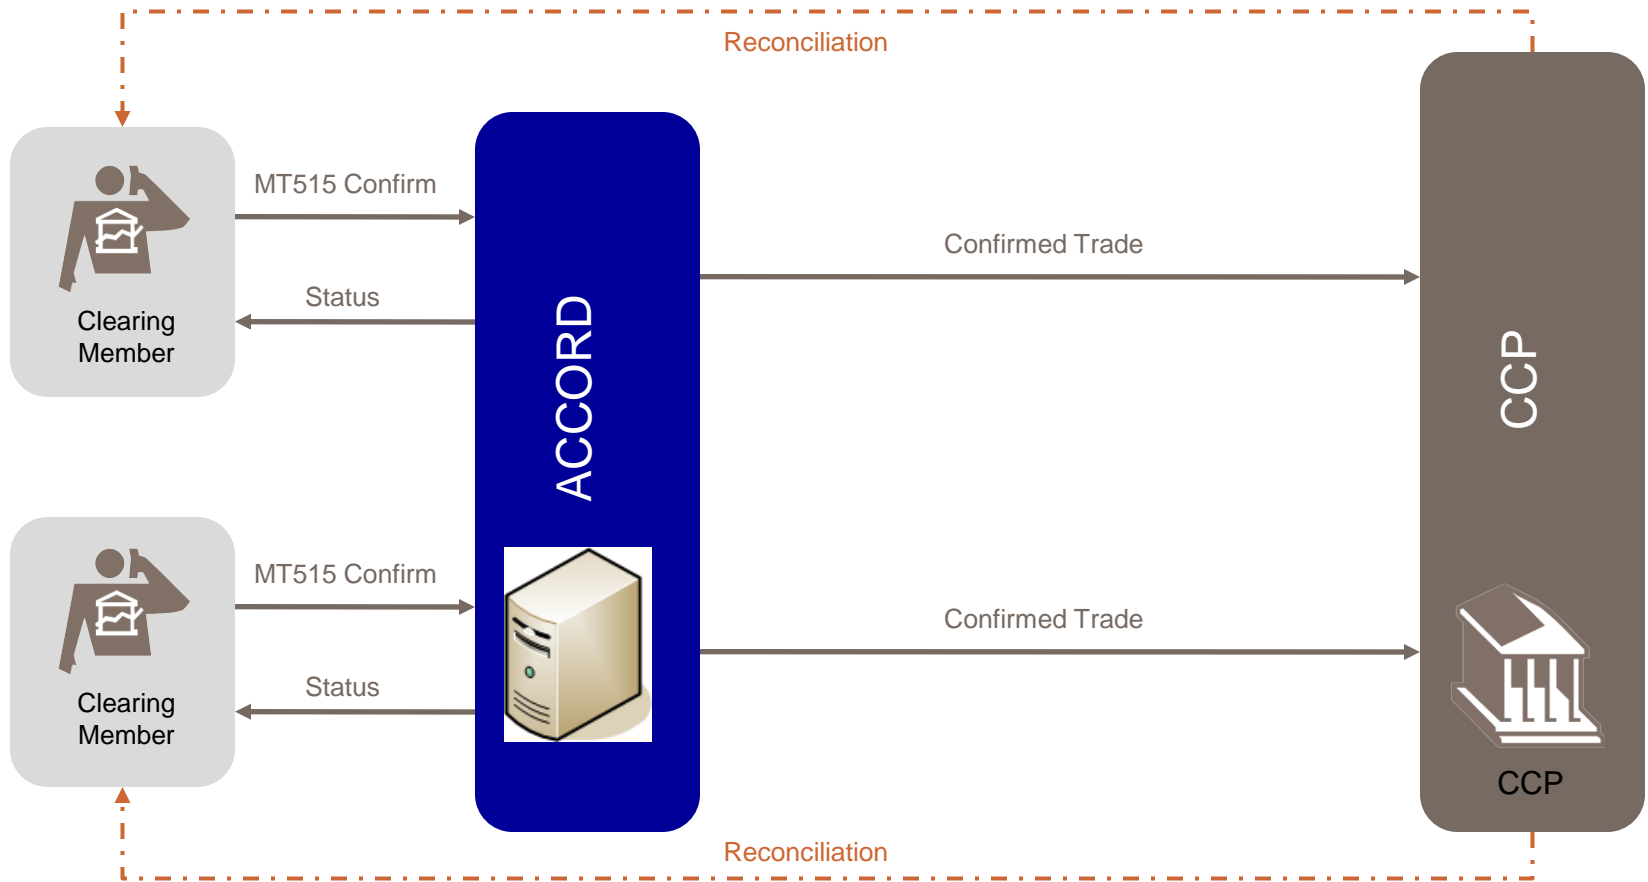 Reconciliation
MT515 Confirm
Status
Clearing
Member
ACCORD
Confirmed Trade
CCP
MT515 Confirm
Status
Clearing
Member
Confirmed Trade
CCP
Reconciliation